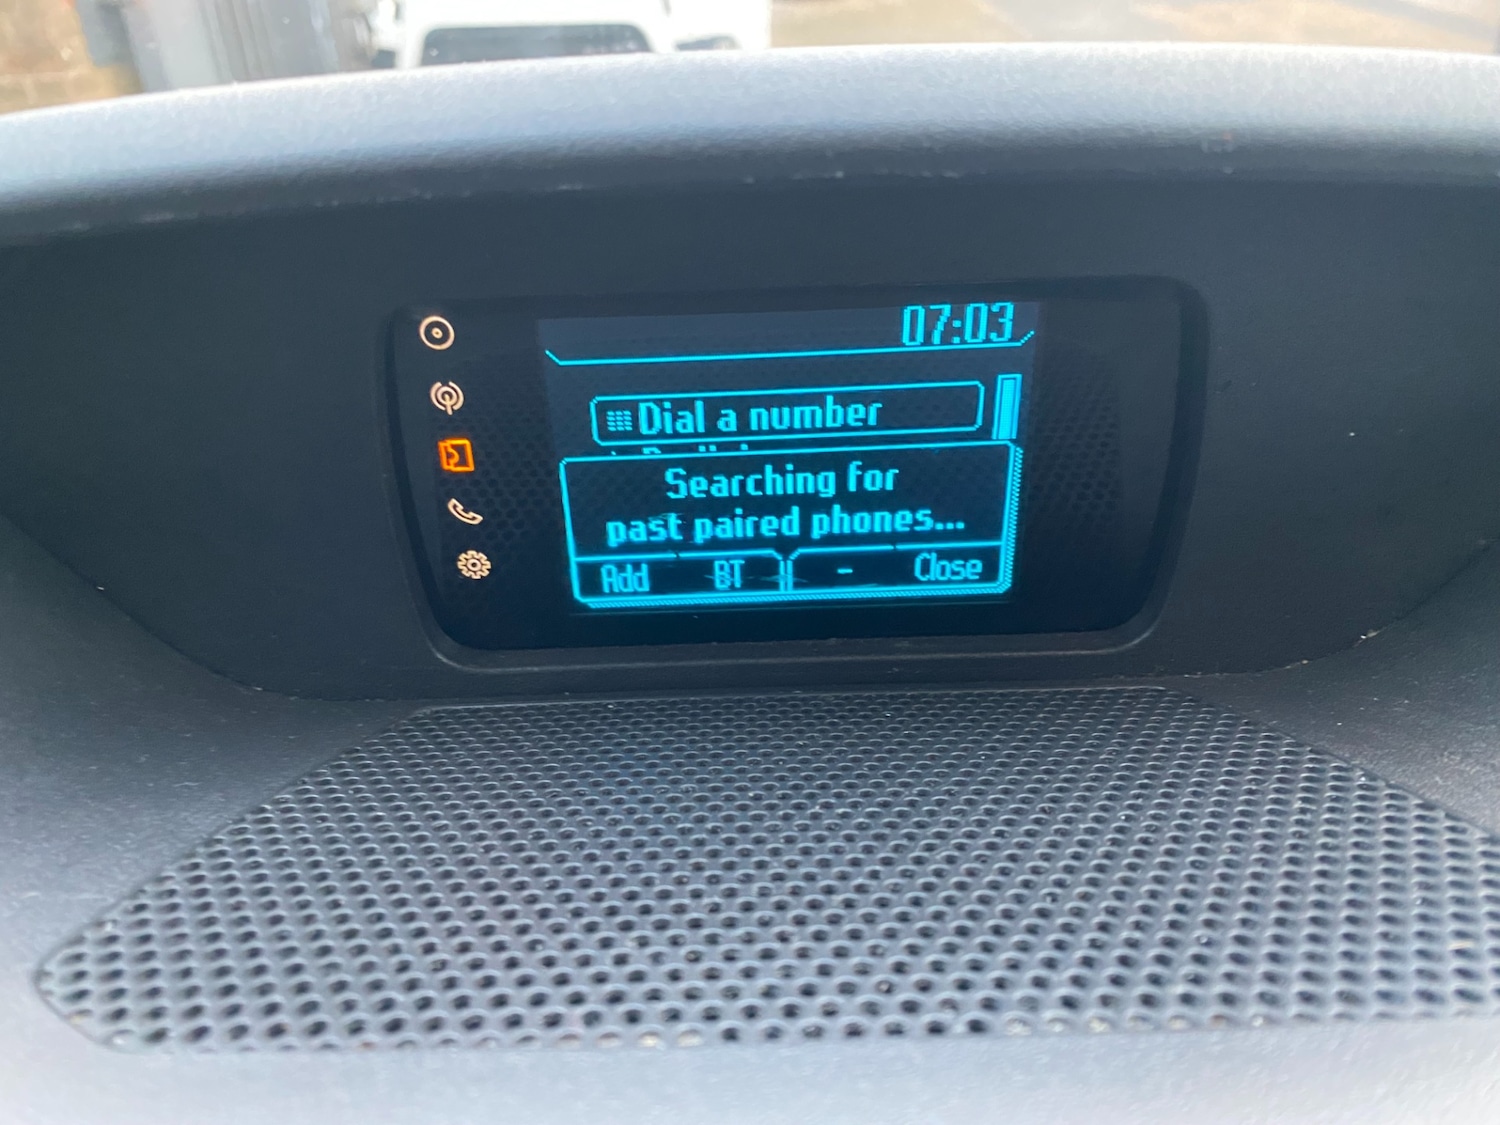 07:03
Dial a number
Searching for
past paired phones...
Add BT - Close